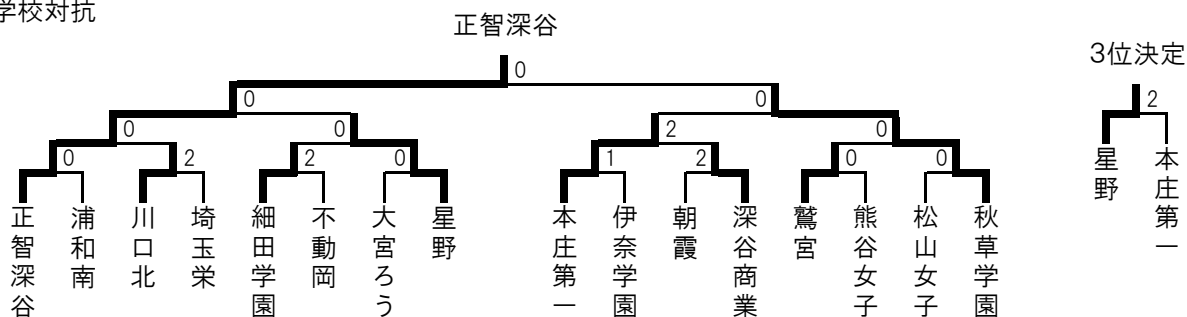 学校対抗
正智深谷
3位決定
0
2
0
0
0
0
2
0
0
2
2
0
1
2
0
0
正智深谷
浦和南
川口北
埼玉栄
細田学園
不動岡
大宮ろう
星野
本庄第一
伊奈学園
朝霞
深谷商業
鷲宮
熊谷女子
松山女子
秋草学園
星野
本庄第一